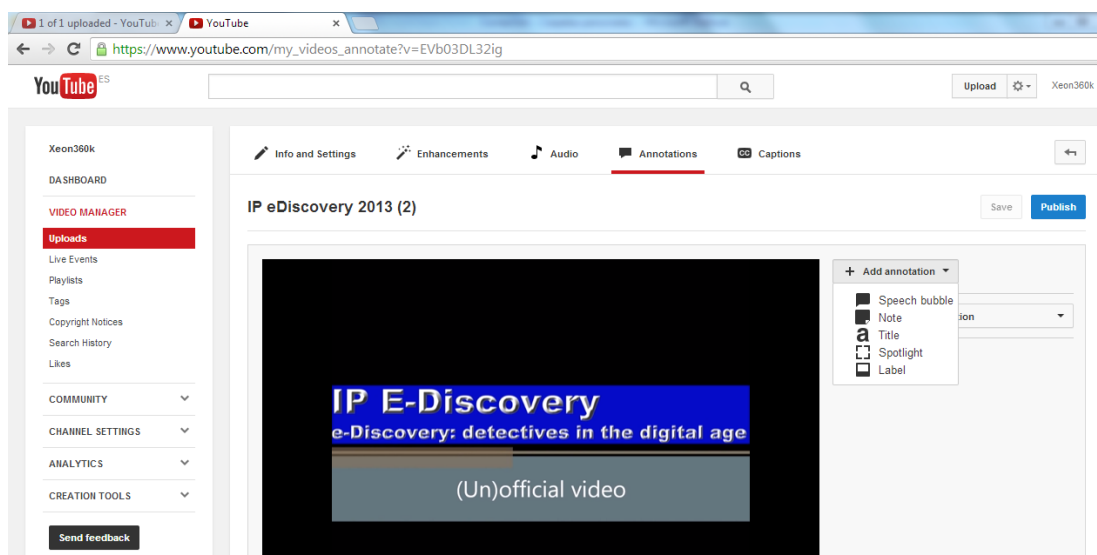 1 of 1 uploaded - YouTub
YouTube
https://www.youtube.com/my_videos_annotate?v=EVb03DL32ig
YouTube ES
Upload
Xeon360k
Xeon360k
DASHBOARD
VIDEO MANAGER
Uploads
Live Events
Playlists
Tags
Copyright Notices
Search History
Likes
COMMUNITY
CHANNEL SETTINGS
ANALYTICS
CREATION TOOLS
Send feedback
Info and Settings
Enhancements
Audio
Annotations
CC Captions
IP eDiscovery 2013 (2)
Save
Publish
IP E-Discovery
e-Discovery: detectives in the digital age
(Un)official video
+ Add annotation
Speech bubble
Note
a Title
Spotlight
Label
tion